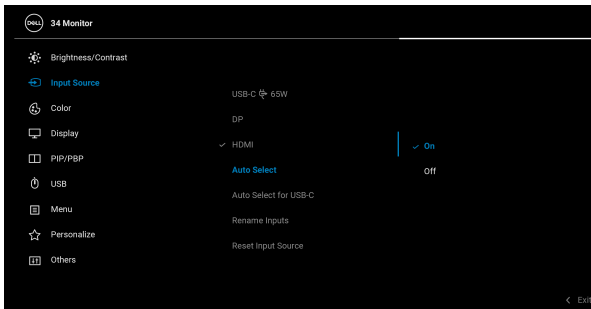 DELL 34 Monitor
Brightness/Contrast
Input Source
USB-C 65W
Color
DP
Display
HDMI
On
PIP/PBP
Auto Select
Off
USB
Auto Select for USB-C
Menu
Rename Inputs
Personalize
Reset Input Source
Others
Exit